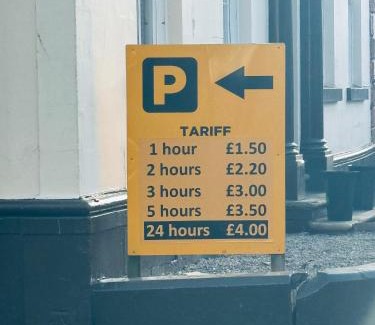 P
TARIFF
1 hour £1.50
2 hours £2.20
3 hours £3.00
5 hours £3.50
24 hours £4.00